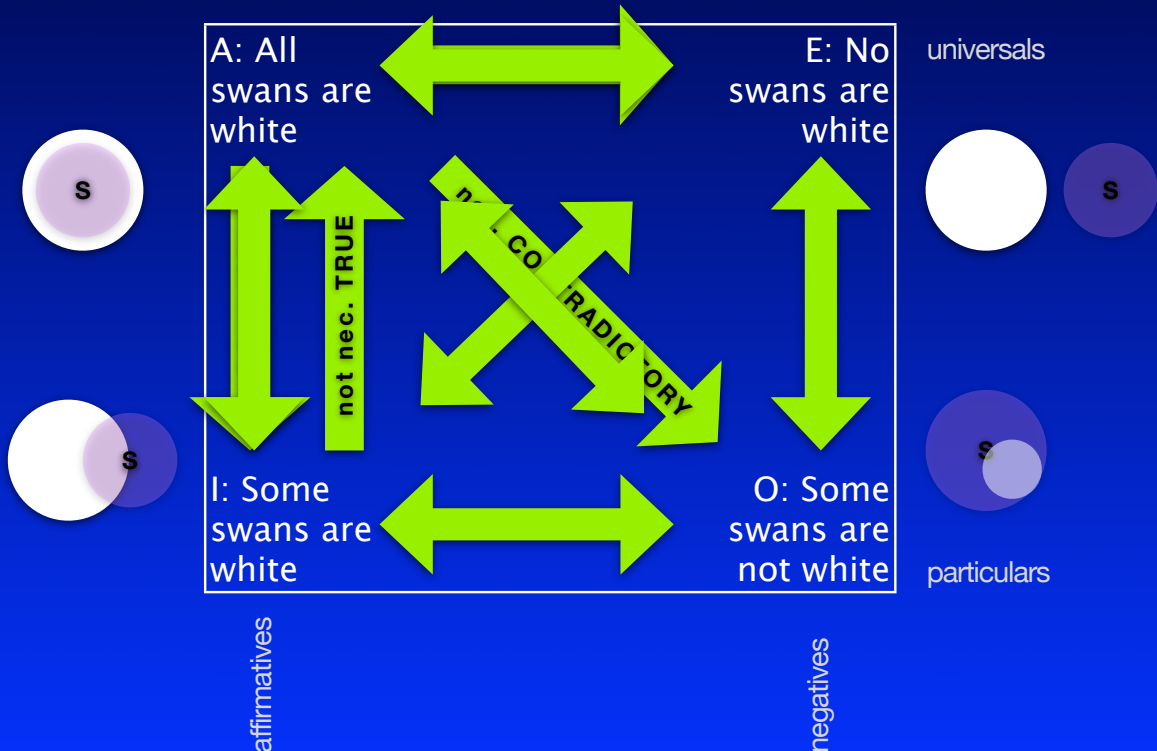 A: All
swans are
white
E: No
swans are
white
universals
S
S
not nec. TRUE
CONTRADICTORY
S
S
I: Some
swans are
white
O: Some
swans are
not white
particulars
affirmatives
negatives